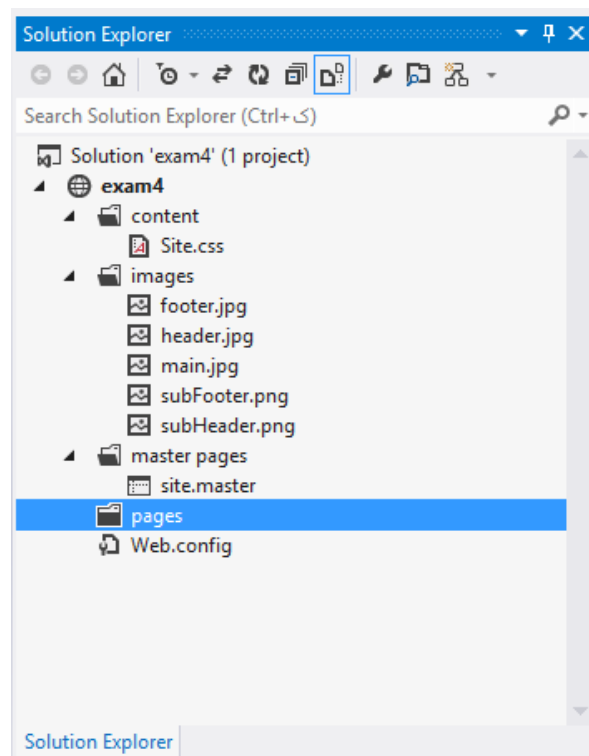 Solution Explorer
Search Solution Explorer (Ctrl+ک)
Solution 'exam4' (1 project)
exam4
content
Site.css
images
footer.jpg
header.jpg
main.jpg
subFooter.png
subHeader.png
master pages
site.master
pages
Web.config
Solution Explorer